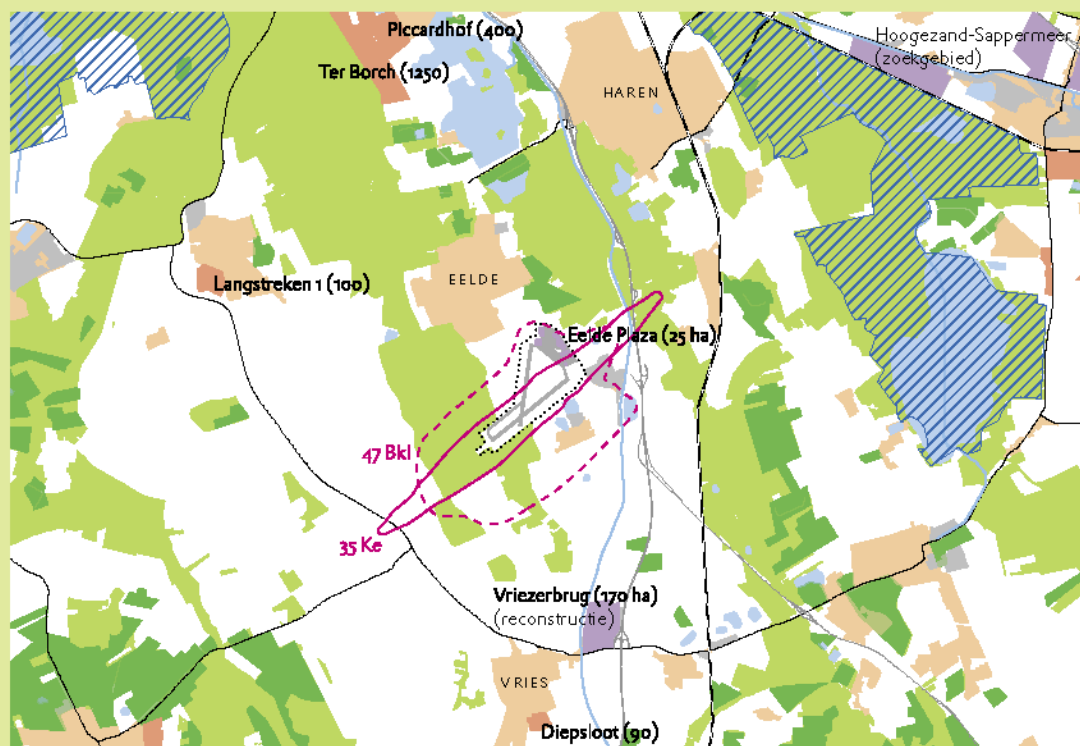 Piccardhof (400)
Hoogezand-Sappermeer
(zoekgebied)
Ter Borch (1250)
HAREN
EELDE
Langstreken 1 (100)
Eelde Plaza (25 ha)
47 Bkl
35 Ke
Vriezerbrug (170 ha)
(reconstructie)
VRIES
Diepsloot (90)